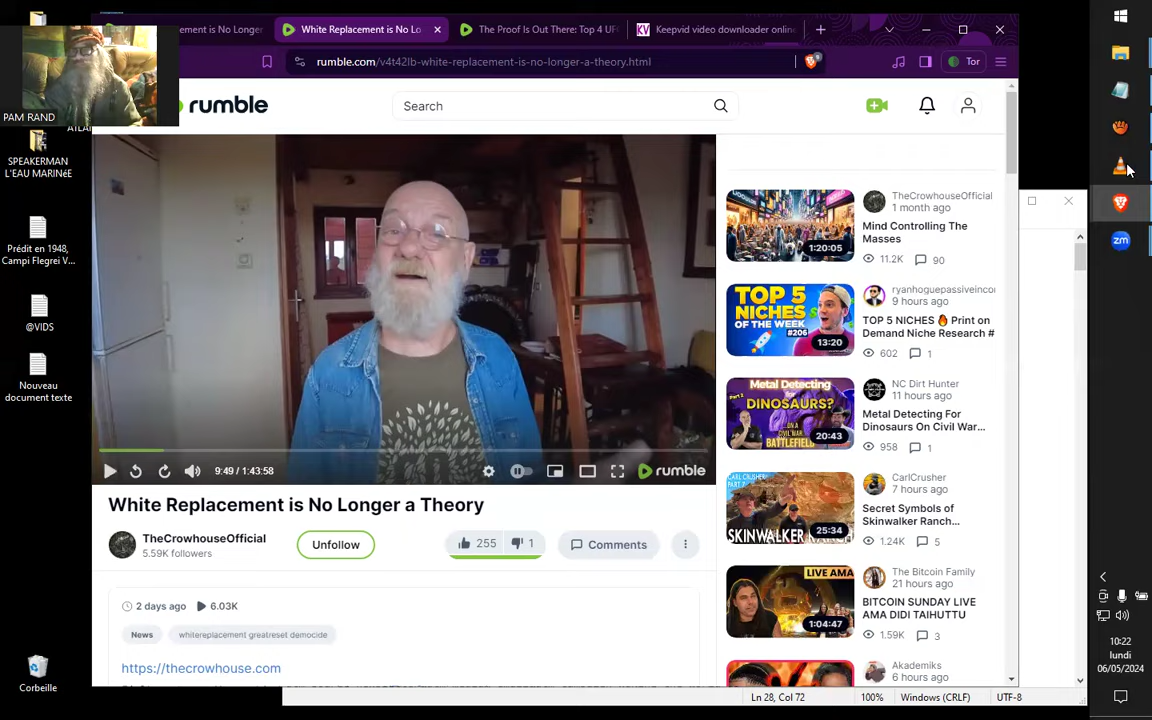 ement is No Longer
White Replacement is No Lo
The Proof Is Out There: Top 4 UF
KV
Keepvid video downloader online
rumble.com/v4t42lb-white-replacement-is-no-longer-a-theory.html
Tor
rumble
Search
PAM RAND
SPEAKERMAN
L'EAU MARINéE
Prédit en 1948,
Campi Flegrei V...
@VIDS
Nouveau
document texte
Corbeille
9:49 / 1:43:58
rumble
White Replacement is No Longer a Theory
TheCrowhouseOfficial
5.59K followers
Unfollow
255
1
Comments
2 days ago
6.03K
News
whitereplacement greatreset democide
https://thecrowhouse.com
1:20:05
TheCrowhouseOfficial
1 month ago
Mind Controlling The
Masses
11.2K
90
TOP 5
NICHES
OF THE WEEK
#206
13:20
ryanhoguepassiveincon
9 hours ago
TOP 5 NICHES 🔥 Print on
Demand Niche Research #
602
1
Metal Detecting
for
DINOSAURS?
...ON A
CIVIL WAR
BATTLEFIELD
20:43
NC Dirt Hunter
11 hours ago
Metal Detecting For
Dinosaurs On Civil War...
958
1
SKINWALKER
25:34
CarlCrusher
7 hours ago
Secret Symbols of
Skinwalker Ranch...
1.24K
5
LIVE AMA
1:04:47
The Bitcoin Family
21 hours ago
BITCOIN SUNDAY LIVE
AMA DIDI TAIHUTTU
1.59K
3
Akademiks
6 hours ago
Ln 28, Col 72
100%
Windows (CRLF)
UTF-8
zm
10:22
lundi
06/05/2024